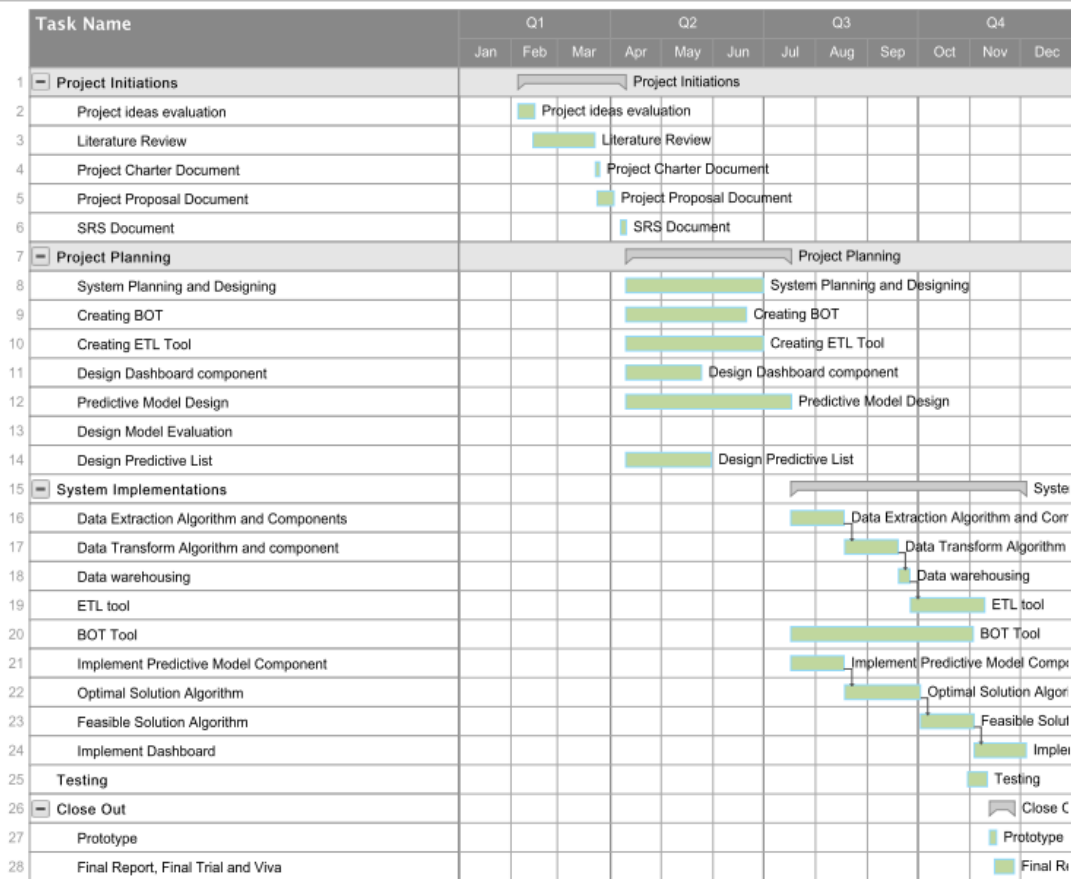 Task Name Q1 Q2 Q3 Q4
Jan Feb Mar Apr May Jun Jul Aug Sep Oct Nov Dec
1 Project Initiations Project Initiations
2 Project ideas evaluation Project ideas evaluation
3 Literature Review Literature Review
4 Project Charter Document Project Charter Document
5 Project Proposal Document Project Proposal Document
6 SRS Document SRS Document
7 Project Planning Project Planning
8 System Planning and Designing System Planning and Designing
9 Creating BOT Creating BOT
10 Creating ETL Tool Creating ETL Tool
11 Design Dashboard component Design Dashboard component
12 Predictive Model Design Predictive Model Design
13 Design Model Evaluation
14 Design Predictive List Design Predictive List
15 System Implementations Syste
16 Data Extraction Algorithm and Components Data Extraction Algorithm and Com
17 Data Transform Algorithm and component Data Transform Algorithm
18 Data warehousing Data warehousing
19 ETL tool ETL tool
20 BOT Tool BOT Tool
21 Implement Predictive Model Component Implement Predictive Model Compo
22 Optimal Solution Algorithm Optimal Solution Algori
23 Feasible Solution Algorithm Feasible Solut
24 Implement Dashboard Imple
25 Testing Testing
26 Close Out Close
27 Prototype Prototype
28 Final Report, Final Trial and Viva Final Re